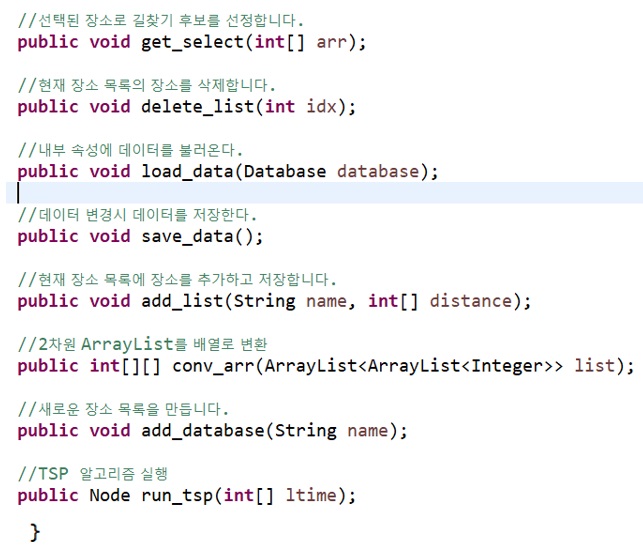 //선택된 장소로 길찾기 후보를 선정합니다.
public void get_select(int[] arr);
//현재 장소 목록의 장소를 삭제합니다.
public void delete_list(int idx);
//내부 속성에 데이터를 불러온다.
public void load_data(Database database);
//데이터 변경시 데이터를 저장한다.
public void save_data();
//현재 장소 목록에 장소를 추가하고 저장합니다.
public void add_list(String name, int[] distance);
//2차원 ArrayList를 배열로 변환
public int[][] conv_arr(ArrayList<ArrayList<Integer>> list);
//새로운 장소 목록을 만듭니다.
public void add_database(String name);
//TSP 알고리즘 실행
public Node run_tsp(int[] ltime);
}